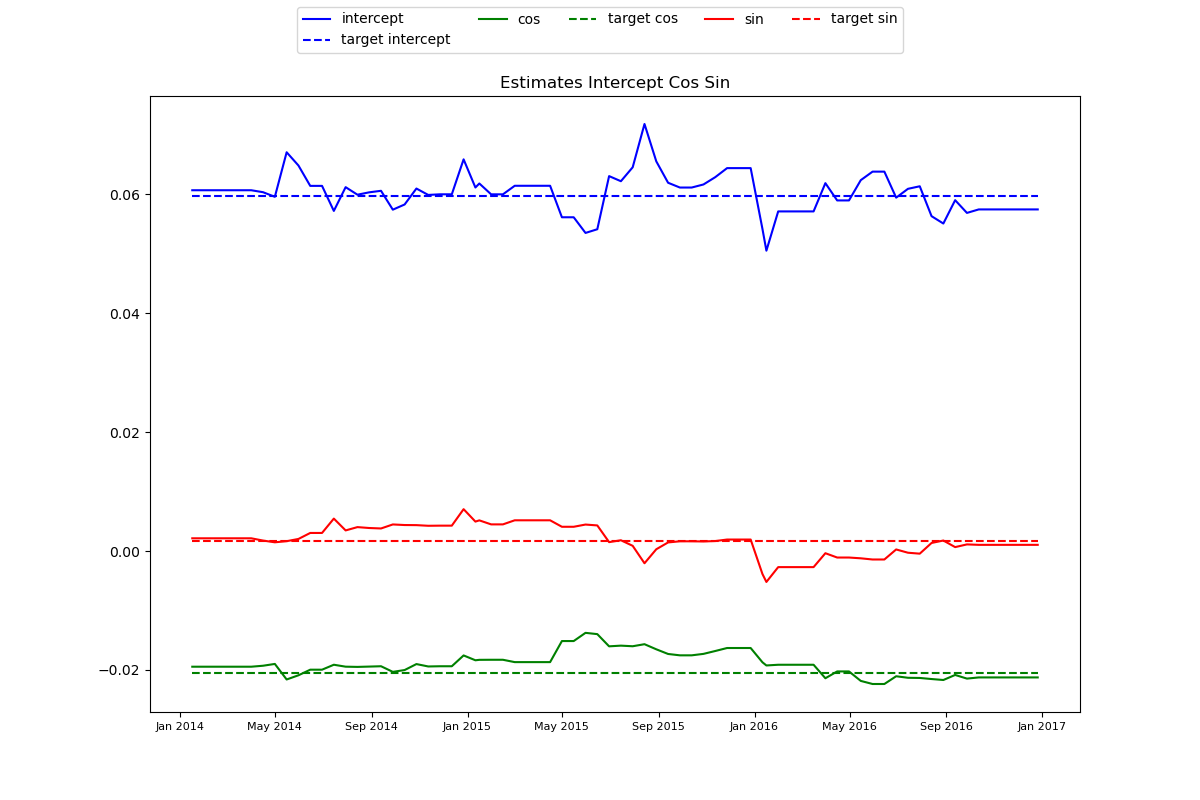 intercept cos target cos sin target sin
target intercept
Estimates Intercept Cos Sin
0.06
0.04
0.02
0.00
−0.02
Jan 2014 May 2014 Sep 2014 Jan 2015 May 2015 Sep 2015 Jan 2016 May 2016 Sep 2016 Jan 2017